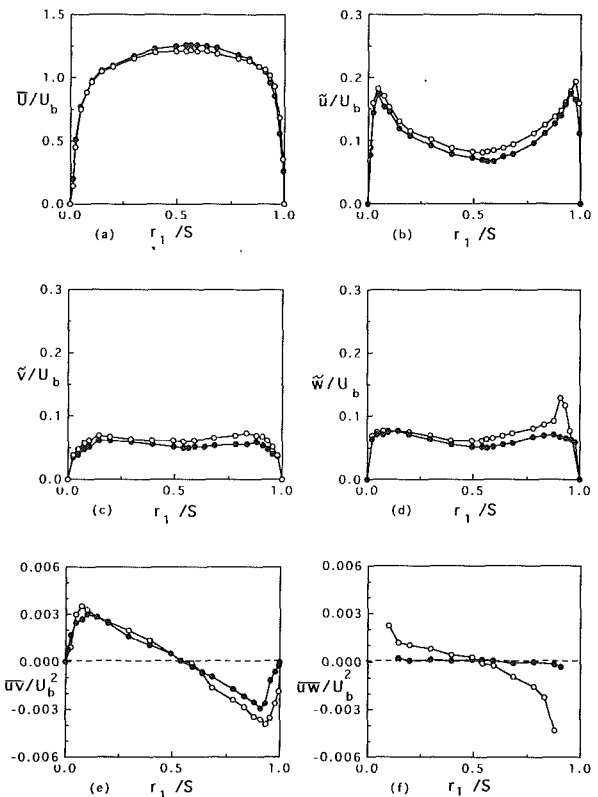 1.5
1.0
U̅/U_b
0.5
0.0
0.0 0.5 1.0
(a) r_1/S
0.3
0.2
ũ/U_b
0.1
0.0
0.0 0.5 1.0
(b) r_1/S
0.3
0.2
ṽ/U_b
0.1
0.0
0.0 0.5 1.0
(c) r_1/S
0.3
0.2
w̃/U_b
0.1
0.0
0.0 0.5 1.0
(d) r_1/S
0.006
0.003
0.000
u̅v̅/U_b^2
-0.003
-0.006
0.0 0.5 1.0
(e) r_1/S
0.006
0.003
0.000
u̅w̅/U_b^2
-0.003
-0.006
0.0 0.5 1.0
(f) r_1/S